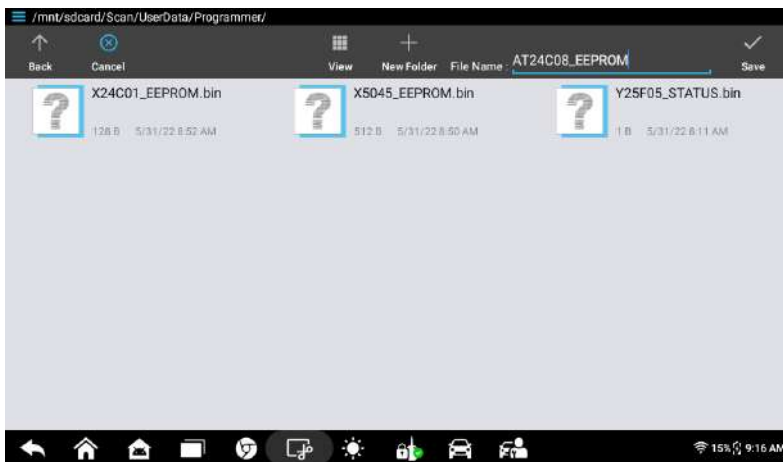 /mnt/sdcard/Scan/UserData/Programmer/
Back Cancel View New Folder File Name : AT24C08_EEPROM Save
X24C01_EEPROM.bin X5045_EEPROM.bin Y25F05_STATUS.bin
128 B 5/31/22 8:52 AM 512 B 5/31/22 8:50 AM 1 B 5/31/22 8:11 AM
15% 9:16 AM